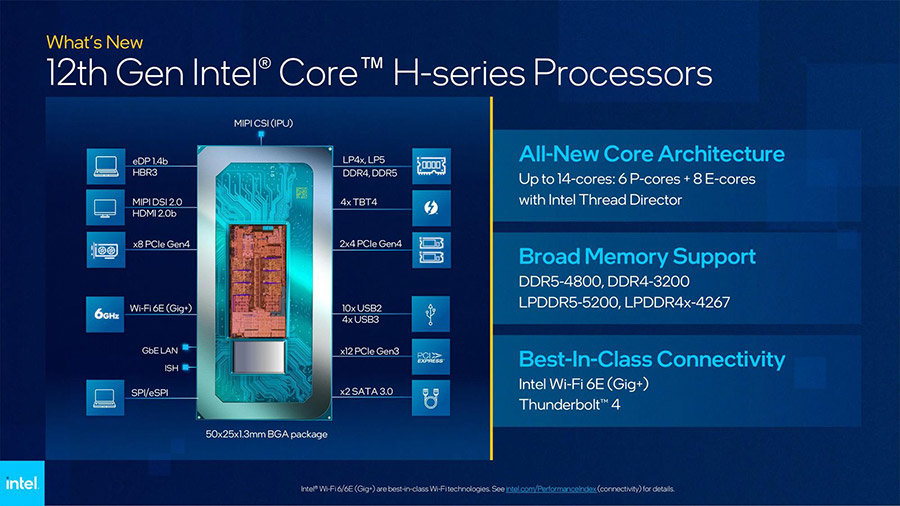 What's New
12th Gen Intel® Core™ H-series Processors
MIPI CSI (IPU)
eDP 1.4b
HBR3
MIPI DSI 2.0
HDMI 2.0b
x8 PCIe Gen4
6GHz
Wi-Fi 6E (Gig+)
GbE LAN
ISH
SPI/eSPI
LP4x, LP5
DDR4, DDR5
4x TBT4
2x4 PCIe Gen4
10x USB2
4x USB3
x12 PCIe Gen3
PCI
EXPRESS®
x2 SATA 3.0
50x25x1.3mm BGA package
All-New Core Architecture
Up to 14-cores: 6 P-cores + 8 E-cores
with Intel Thread Director
Broad Memory Support
DDR5-4800, DDR4-3200
LPDDR5-5200, LPDDR4x-4267
Best-In-Class Connectivity
Intel Wi-Fi 6E (Gig+)
Thunderbolt™ 4
intel.
Intel® Wi-Fi 6/6E (Gig+) are best-in-class Wi-Fi technologies. See intel.com/PerformanceIndex (connectivity) for details.